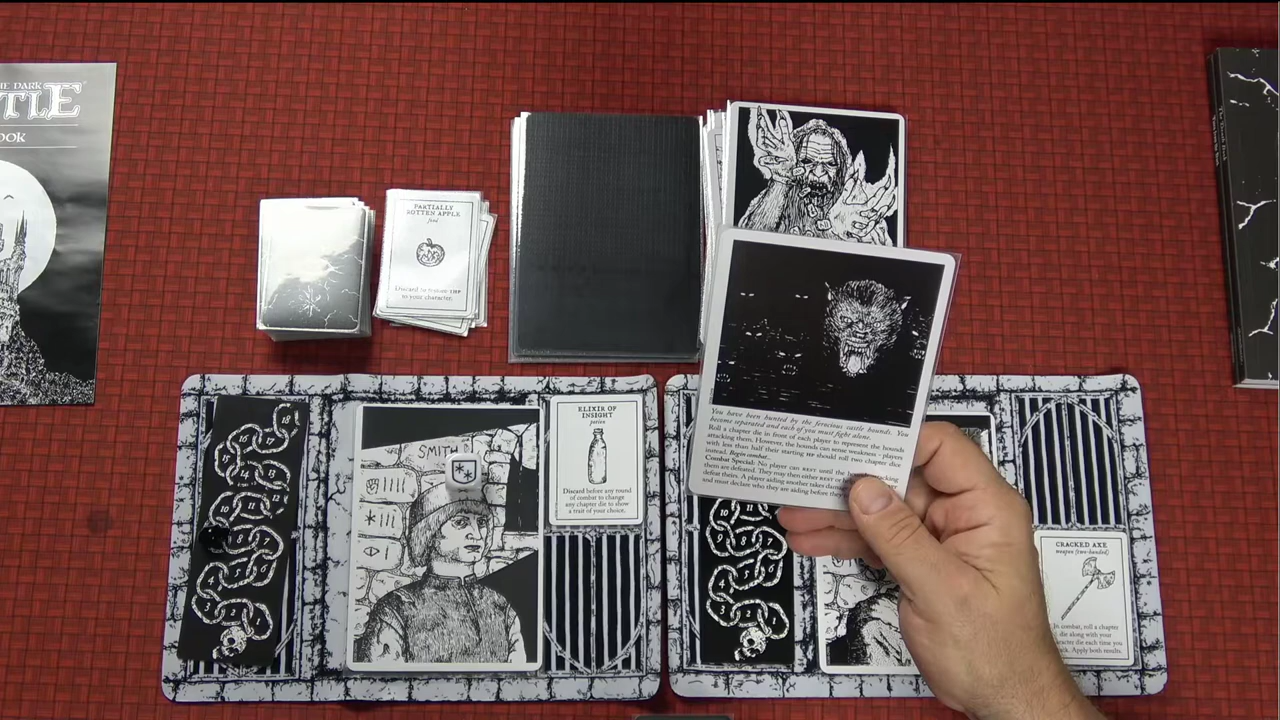 HE DARK
TLE
OOK
PARTIALLY
ROTTEN APPLE
food
Discard to restore 1HP
to your character.
SMIT
ELIXIR OF
INSIGHT
potion
Discard before any round
of combat to change
any chapter die to show
a trait of your choice.
You have been hunted by the ferocious castle hounds. You
become separated and each of you must fight alone.
Roll a chapter die in front of each player to represent the hounds
attacking them. However, the hounds can sense weakness - players
with less than half their starting HP should roll two chapter dice
instead. Begin combat.
Combat Special: No player can REST until the attacking
them are defeated. They may then either REST or
defeat theirs. A player aiding another takes
and must declare who they are aiding before they
CRACKED AXE
weapon (two-handed)
In combat, roll a chapter
die along with your
character die each time you
Apply both results.